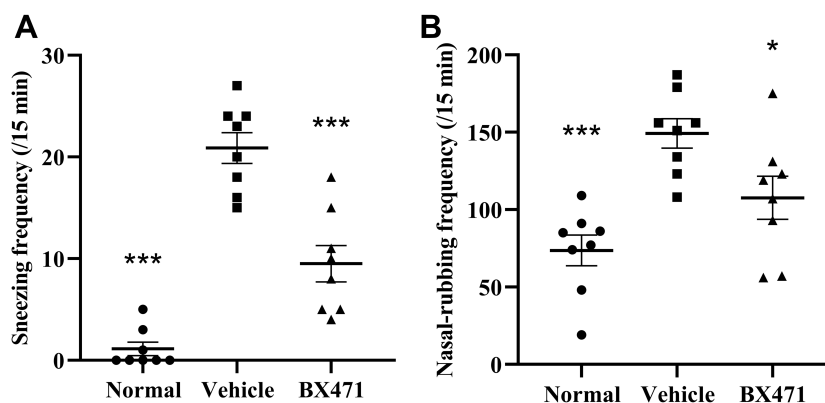 A
Sneezing frequency (/15 min)
30
20
10
0
***
***
Normal
Vehicle
BX471
B
Nasal-rubbing frequency (/15 min)
200
150
100
50
0
***
*
Normal
Vehicle
BX471